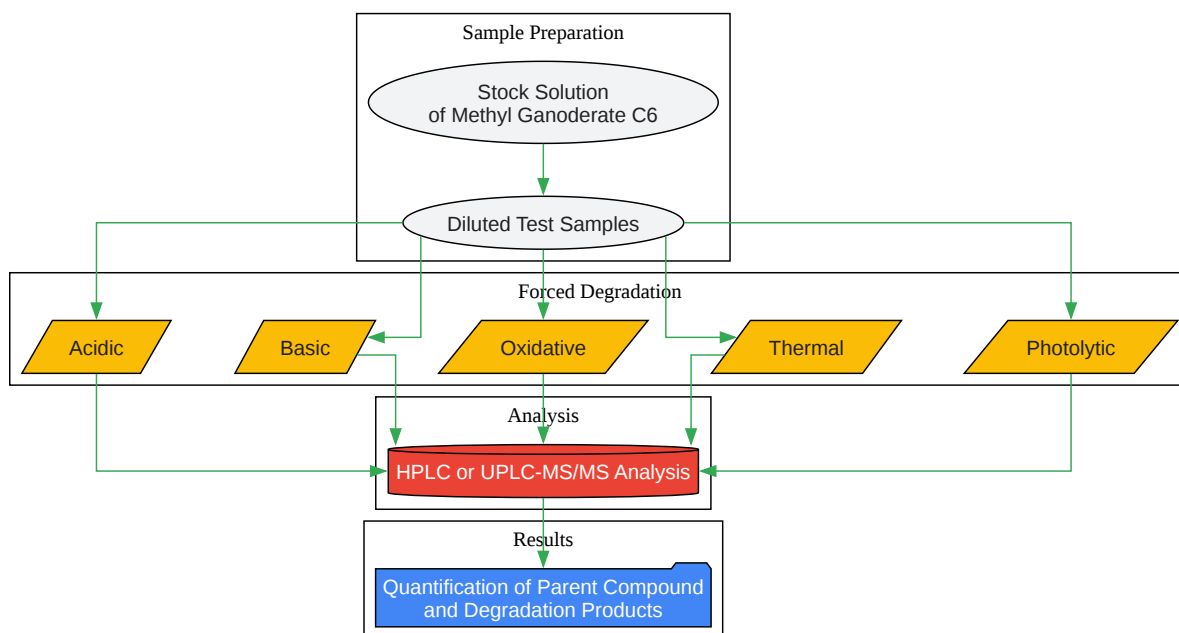 Sample Preparation
Stock Solution
of Methyl Ganoderate C6
Diluted Test Samples
Forced Degradation
Acidic
Basic
Oxidative
Thermal
Photolytic
Analysis
HPLC or UPLC-MS/MS Analysis
Results
Quantification of Parent Compound
and Degradation Products